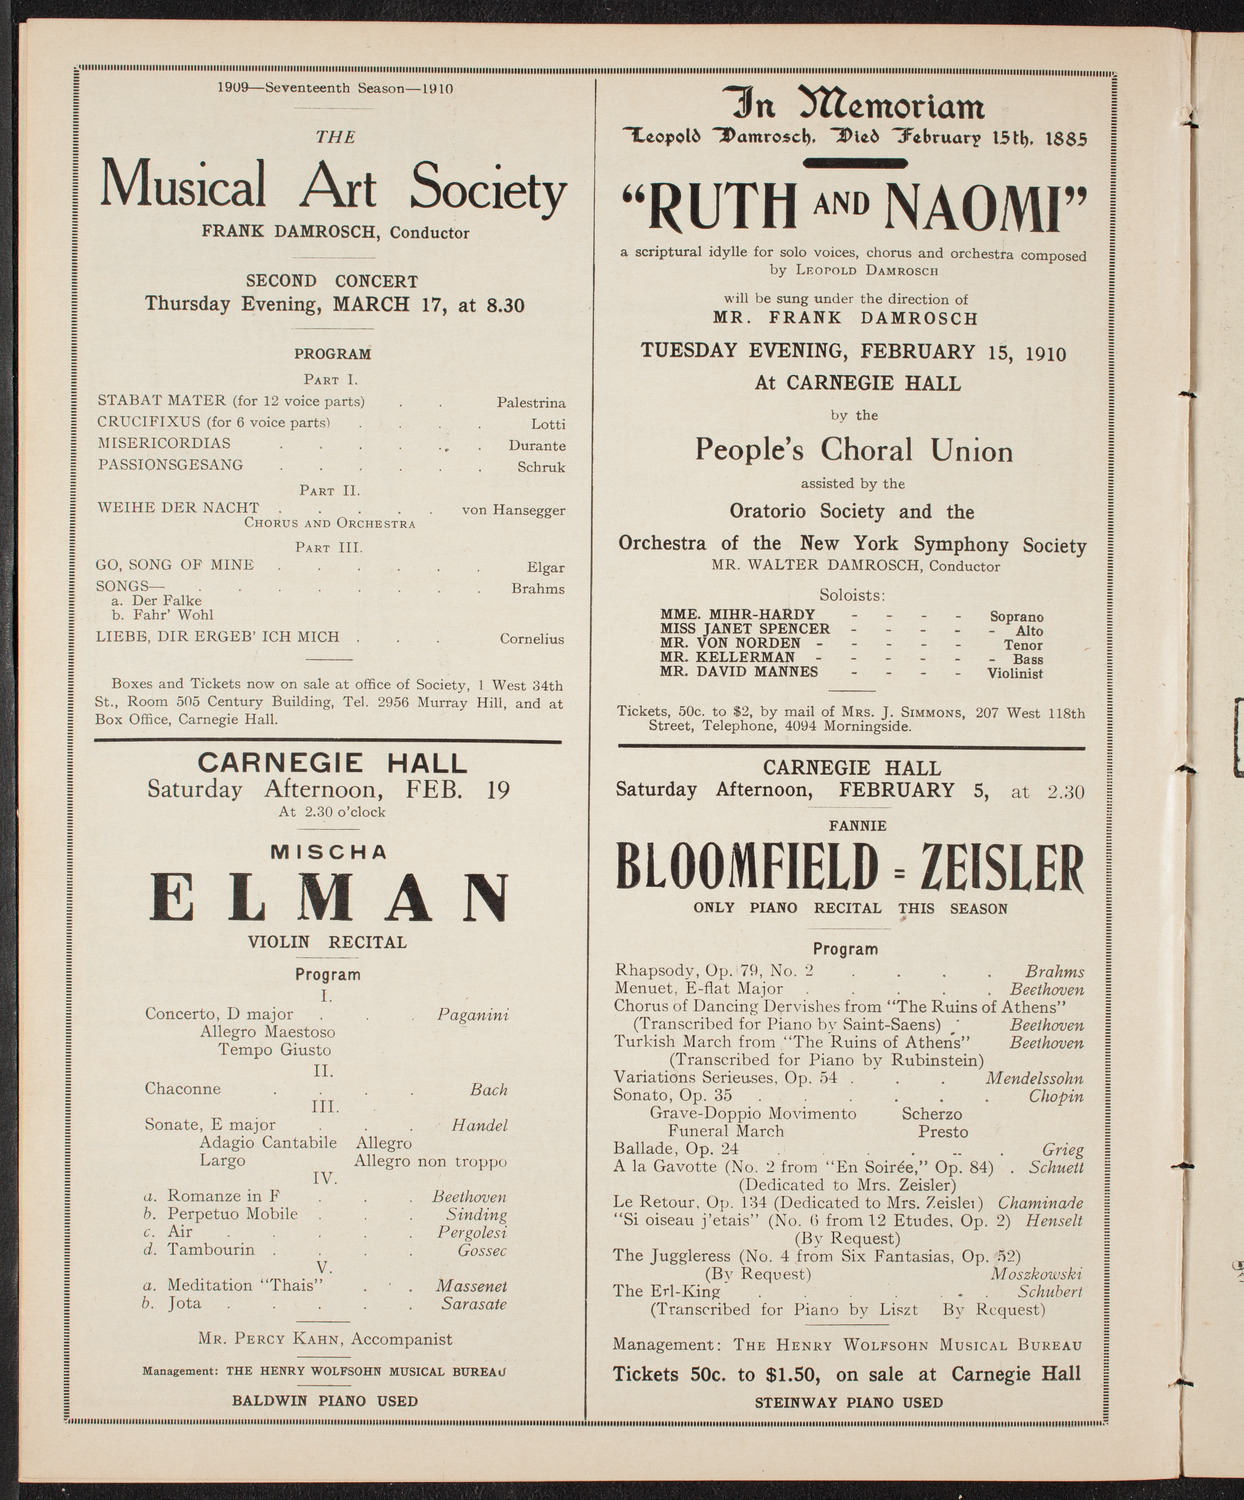 1909—Seventeenth Season—1910
THE
Musical Art Society
FRANK DAMROSCH, Conductor
SECOND CONCERT
Thursday Evening, MARCH 17, at 8.30
PROGRAM
PART I.
STABAT MATER (for 12 voice parts) . . Palestrina
CRUCIFIXUS (for 6 voice parts) . . . . Lotti
MISERICORDIAS . . . . . . Durante
PASSIONSGESANG . . . . . . Schruk
PART II.
WEIHE DER NACHT . . . . . von Hansegger
CHORUS AND ORCHESTRA
PART III.
GO, SONG OF MINE . . . . . . Elgar
SONGS— . . . . . . . . Brahms
a. Der Falke
b. Fahr' Wohl
LIEBE, DIR ERGEB' ICH MICH . . . Cornelius
Boxes and Tickets now on sale at office of Society, 1 West 34th
St., Room 505 Century Building, Tel. 2956 Murray Hill, and at
Box Office, Carnegie Hall.
CARNEGIE HALL
Saturday Afternoon, FEB. 19
At 2.30 o'clock
MISCHA
ELMAN
VIOLIN RECITAL
Program
I.
Concerto, D major . . . Paganini
Allegro Maestoso
Tempo Giusto
II.
Chaconne . . . . Bach
III.
Sonate, E major . . . Handel
Adagio Cantabile Allegro
Largo Allegro non troppo
IV.
a. Romanze in F . . . Beethoven
b. Perpetuo Mobile . . . Sinding
c. Air . . . . . Pergolesi
d. Tambourin . . . . Gossec
V.
a. Meditation "Thais" . . Massenet
b. Jota . . . . . Sarasate
MR. PERCY KAHN, Accompanist
Management: THE HENRY WOLFSOHN MUSICAL BUREAU
BALDWIN PIANO USED
In Memoriam
Leopold Damrosch, Died February 15th, 1885
"RUTH AND NAOMI"
a scriptural idylle for solo voices, chorus and orchestra composed
by LEOPOLD DAMROSCH
will be sung under the direction of
MR. FRANK DAMROSCH
TUESDAY EVENING, FEBRUARY 15, 1910
At CARNEGIE HALL
by the
People's Choral Union
assisted by the
Oratorio Society and the
Orchestra of the New York Symphony Society
MR. WALTER DAMROSCH, Conductor
Soloists:
MME. MIHR-HARDY - - - - Soprano
MISS JANET SPENCER - - - - - Alto
MR. VON NORDEN - - - - - Tenor
MR. KELLERMAN - - - - - - Bass
MR. DAVID MANNES - - - - Violinist
Tickets, 50c. to $2, by mail of MRS. J. SIMMONS, 207 West 118th
Street, Telephone, 4094 Morningside.
CARNEGIE HALL
Saturday Afternoon, FEBRUARY 5, at 2.30
FANNIE
BLOOMFIELD = ZEISLER
ONLY PIANO RECITAL THIS SEASON
Program
Rhapsody, Op. 79, No. 2 . . . . Brahms
Menuet, E-flat Major . . . . . Beethoven
Chorus of Dancing Dervishes from "The Ruins of Athens"
(Transcribed for Piano by Saint-Saens) . Beethoven
Turkish March from "The Ruins of Athens" Beethoven
(Transcribed for Piano by Rubinstein)
Variations Serieuses, Op. 54 . . . Mendelssohn
Sonato, Op. 35 . . . . . . Chopin
Grave-Doppio Movimento Scherzo
Funeral March Presto
Ballade, Op. 24 . . . . . . Grieg
A la Gavotte (No. 2 from "En Soirée," Op. 84) . Schuett
(Dedicated to Mrs. Zeisler)
Le Retour, Op. 134 (Dedicated to Mrs. Zeisler) Chaminade
"Si oiseau j'etais" (No. 6 from 12 Etudes, Op. 2) Henselt
(By Request)
The Juggleress (No. 4 from Six Fantasias, Op. 52)
(By Request) Moszkowski
The Erl-King . . . . . . Schubert
(Transcribed for Piano by Liszt By Request)
Management: THE HENRY WOLFSOHN MUSICAL BUREAU
Tickets 50c. to $1.50, on sale at Carnegie Hall
STEINWAY PIANO USED